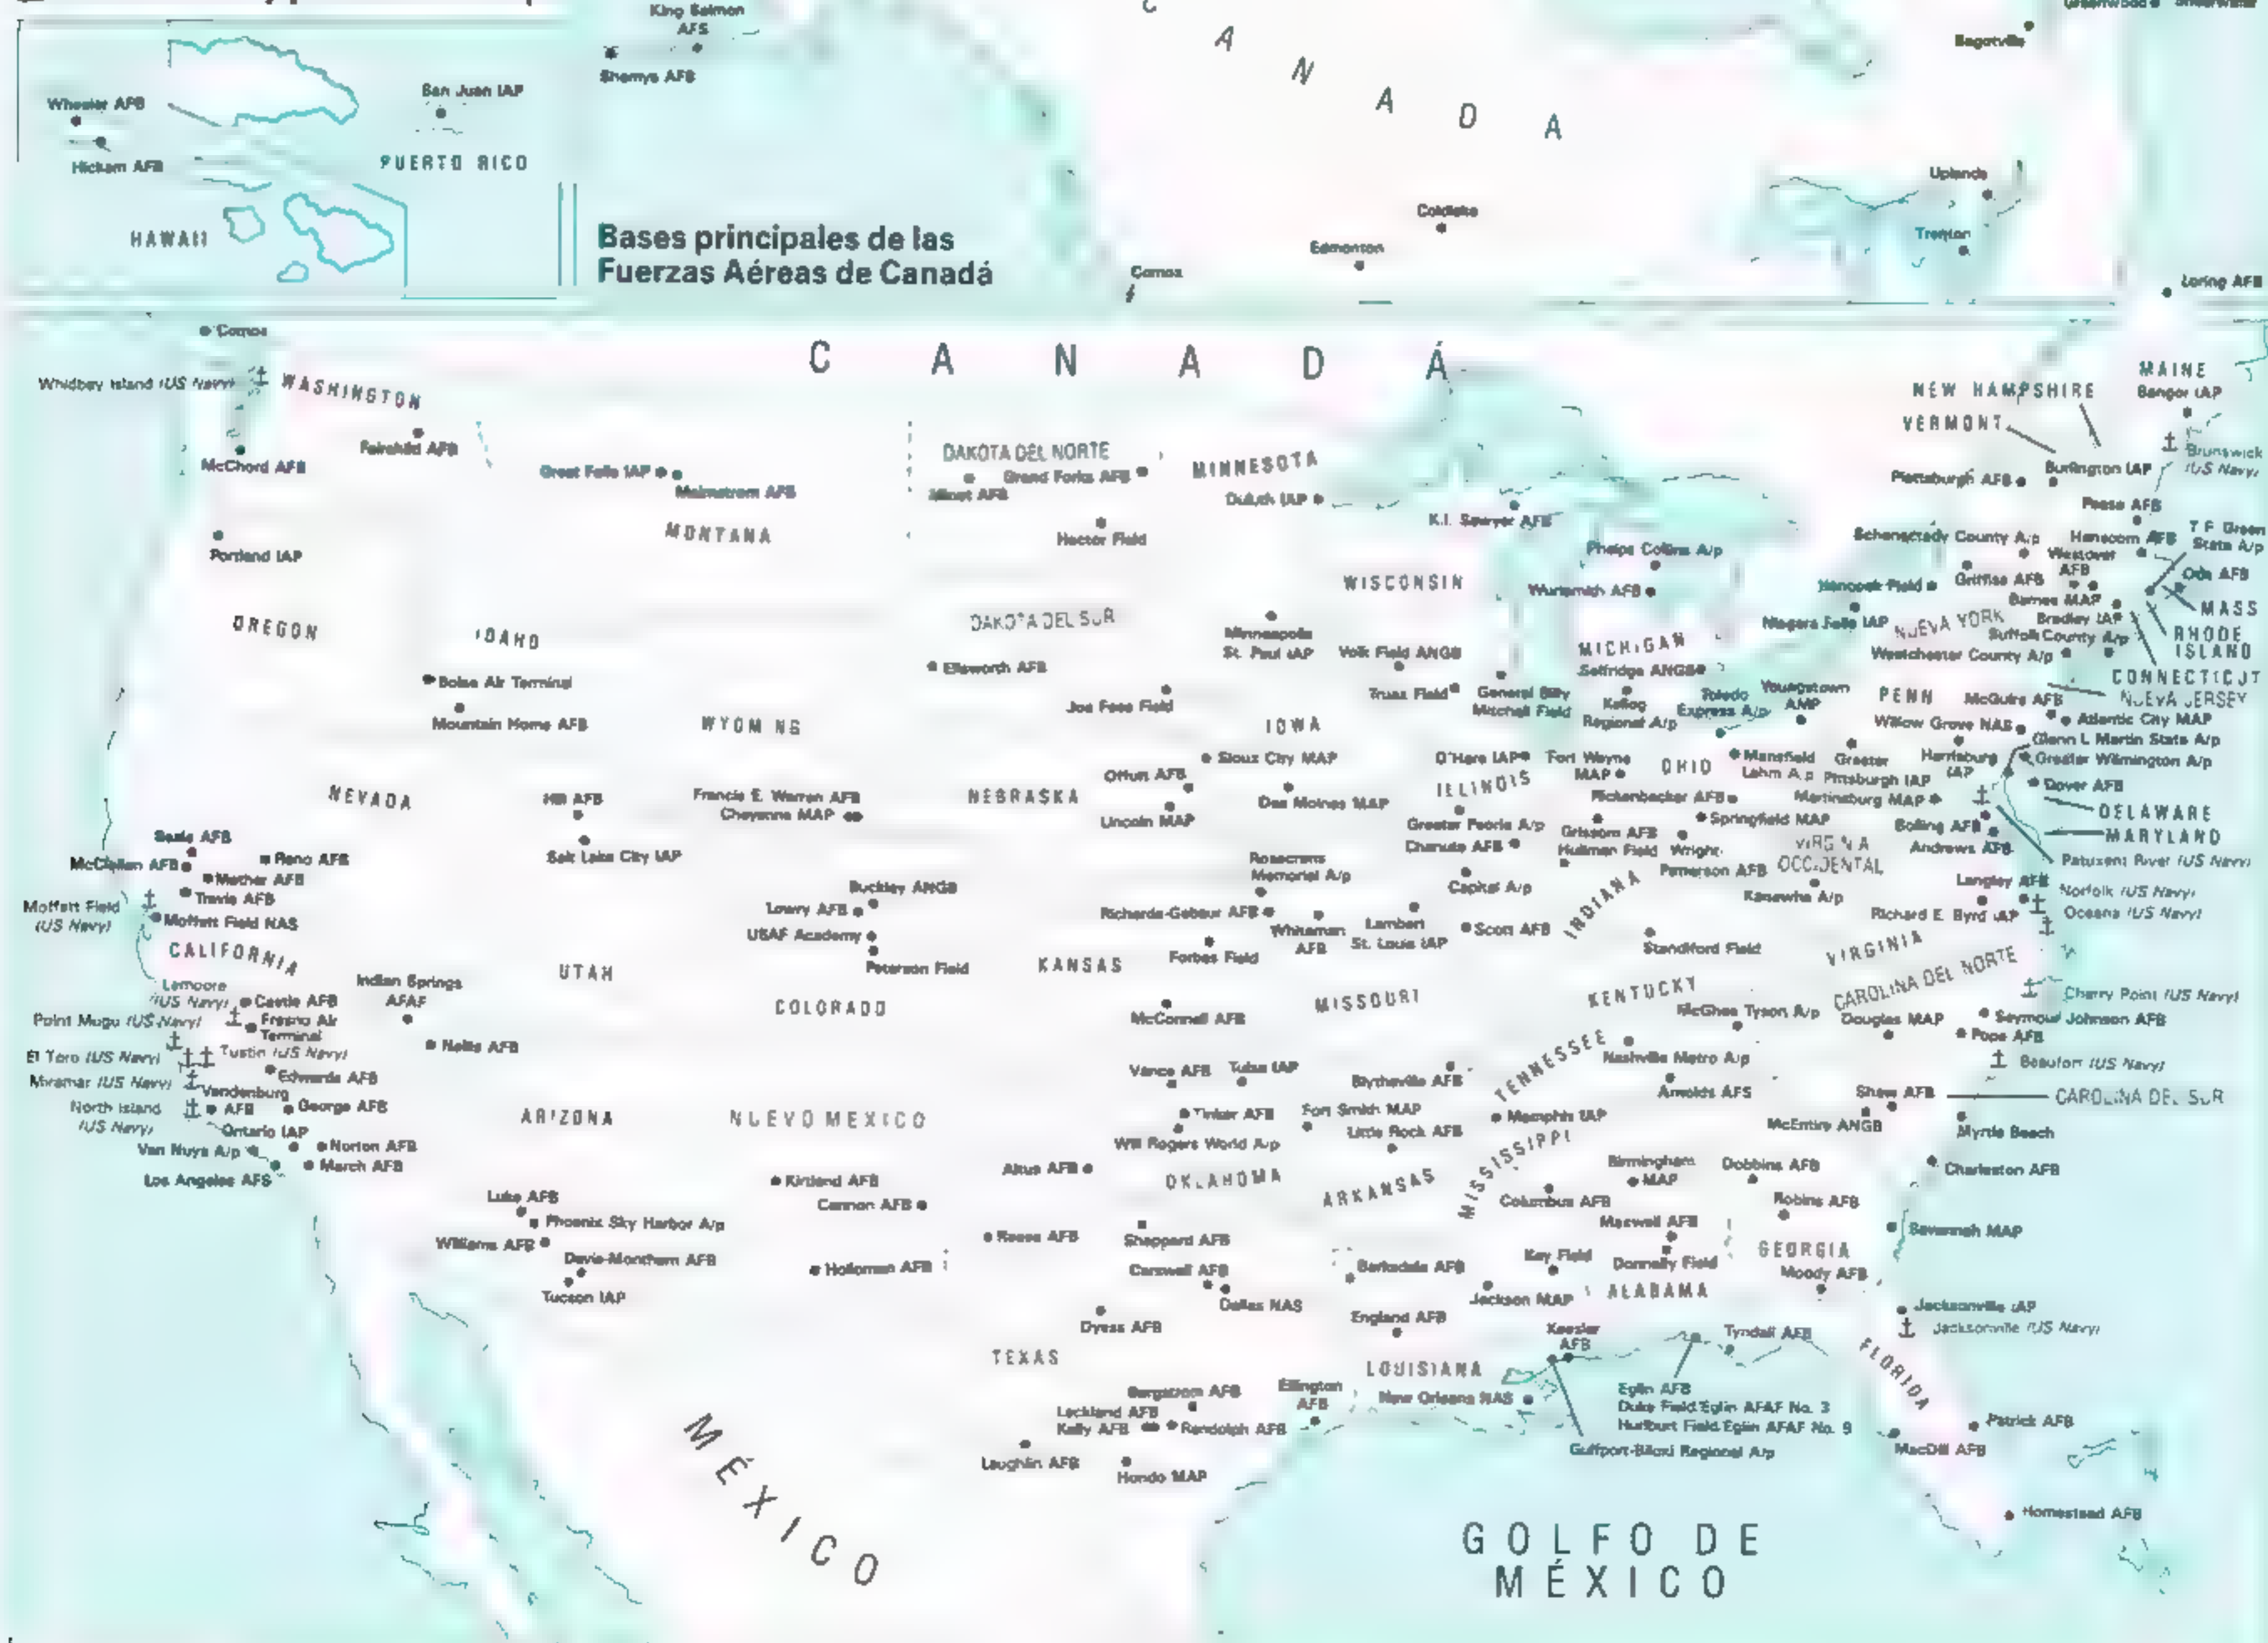 King Salmon
AFS
Shemya AFB
Wheeler AFB
Hickam AFB
HAWAII
San Juan IAP
PUERTO RICO
Bases principales de las
Fuerzas Aéreas de Canadá
CANADA
Bagotville
Uplands
Trenton
Coldlake
Edmonton
Comox
Loring AFB
Comox
CANADÁ
Whidbey Island (US Navy)
WASHINGTON
Fairchild AFB
McChord AFB
Portland IAP
OREGON
IDAHO
Boise Air Terminal
Mountain Home AFB
Great Falls IAP
Malmstrom AFB
MONTANA
DAKOTA DEL NORTE
Grand Forks AFB
Minot AFB
Hector Field
MINNESOTA
Duluth IAP
K.I. Sawyer AFB
DAKOTA DEL SUR
Ellsworth AFB
Joe Foss Field
Minneapolis
St. Paul IAP
WISCONSIN
Volk Field ANGB
Truax Field
General Billy
Mitchell Field
Phelps Collins A/p
Wurtsmith AFB
MICHIGAN
Selfridge ANGB
Kellog
Regional A/p
Toledo
Express A/p
Youngstown
AMP
MAINE
Bangor IAP
NEW HAMPSHIRE
VERMONT
Brunswick
(US Navy)
Burlington IAP
Plattsburgh AFB
Pease AFB
Schenectady County A/p
Hanscom AFB
T.F. Green
State A/p
Westover
AFB
Otis AFB
Griffiss AFB
Hancock Field
Barnes MAP
MASS
Niagara Falls IAP
NUEVA YORK
Bradley IAP
RHODE
ISLAND
Suffolk County A/p
Westchester County A/p
CONNECTICUT
PENN
McGuire AFB
NUEVA JERSEY
Willow Grove NAS
Atlantic City MAP
Glenn L Martin State A/p
Harrisburg
IAP
Greater Wilmington A/p
Dover AFB
DELAWARE
MARYLAND
Mansfield
Lahm A.p
Greater
Pittsburgh IAP
Martinsburg MAP
Bolling AFB
Andrews AFB
Patuxent River (US Navy)
WYOMING
Francis E. Warren AFB
Cheyenne MAP
NEBRASKA
Offutt AFB
Lincoln MAP
IOWA
Sioux City MAP
Des Moines MAP
O'Hare IAP
ILLINOIS
Greater Peoria A/p
Chanute AFB
Capital A/p
Scott AFB
Fort Wayne
MAP
OHIO
Rickenbacker AFB
Springfield MAP
Grissom AFB
Hulman Field
Wright-
Patterson AFB
INDIANA
VIRGINIA
OCCIDENTAL
Kanawha A/p
Langley AFB
Norfolk (US Navy)
Richard E. Byrd IAP
Oceana (US Navy)
VIRGINIA
NEVADA
Hill AFB
Salt Lake City IAP
Beale AFB
McClellan AFB
Reno AFB
Mather AFB
Travis AFB
Moffett Field
(US Navy)
Moffett Field NAS
CALIFORNIA
Lemoore
(US Navy)
Castle AFB
Indian Springs
AFAF
Point Mugu (US Navy)
Fresno Air
Terminal
Nellis AFB
El Toro (US Navy)
Tustin (US Navy)
Miramar (US Navy)
Edwards AFB
Vandenburg
AFB
George AFB
North Island
(US Navy)
Ontario IAP
Van Nuys A/p
Norton AFB
March AFB
Los Angeles AFS
UTAH
Buckley ANGB
Lowry AFB
USAF Academy
Peterson Field
COLORADO
KANSAS
Forbes Field
McConnell AFB
Rosecrans
Memorial A/p
Richards-Gebaur AFB
Whiteman
AFB
Lambert
St. Louis IAP
MISSOURI
Standiford Field
KENTUCKY
CAROLINA DEL NORTE
Cherry Point (US Navy)
McGhee Tyson A/p
Douglas MAP
Seymour Johnson AFB
Pope AFB
Beaufort (US Navy)
TENNESSEE
Nashville Metro A/p
Arnolds AFS
Memphis IAP
Shaw AFB
CAROLINA DEL SUR
McEntire ANGB
Myrtle Beach
Charleston AFB
ARIZONA
Luke AFB
Phoenix Sky Harbor A/p
Williams AFB
Davis-Montham AFB
Tucson IAP
NUEVO MEXICO
Kirtland AFB
Cannon AFB
Holloman AFB
Vance AFB
Tulsa IAP
Tinker AFB
Will Rogers World A/p
Altus AFB
OKLAHOMA
Blytheville AFB
Fort Smith MAP
Little Rock AFB
ARKANSAS
MISSISSIPPI
Columbus AFB
Key Field
Jackson MAP
Birmingham
MAP
Maxwell AFB
Donnelly Field
ALABAMA
Dobbins AFB
Robins AFB
GEORGIA
Moody AFB
Savannah MAP
Jacksonville IAP
Jacksonville (US Navy)
Reese AFB
Sheppard AFB
Carswell AFB
Dallas NAS
Dyess AFB
TEXAS
Bergstrom AFB
Lackland AFB
Kelly AFB
Randolph AFB
Laughlin AFB
Hondo MAP
Ellington
AFB
Barksdale AFB
England AFB
LOUISIANA
New Orleans NAS
Keesler
AFB
Tyndall AFB
Eglin AFB
Duke Field/Eglin AFAF No. 3
Hurlburt Field/Eglin AFAF No. 9
Gulfport-Biloxi Regional A/p
FLORIDA
Patrick AFB
MacDill AFB
Homestead AFB
MÉXICO
GOLFO DE
MÉXICO